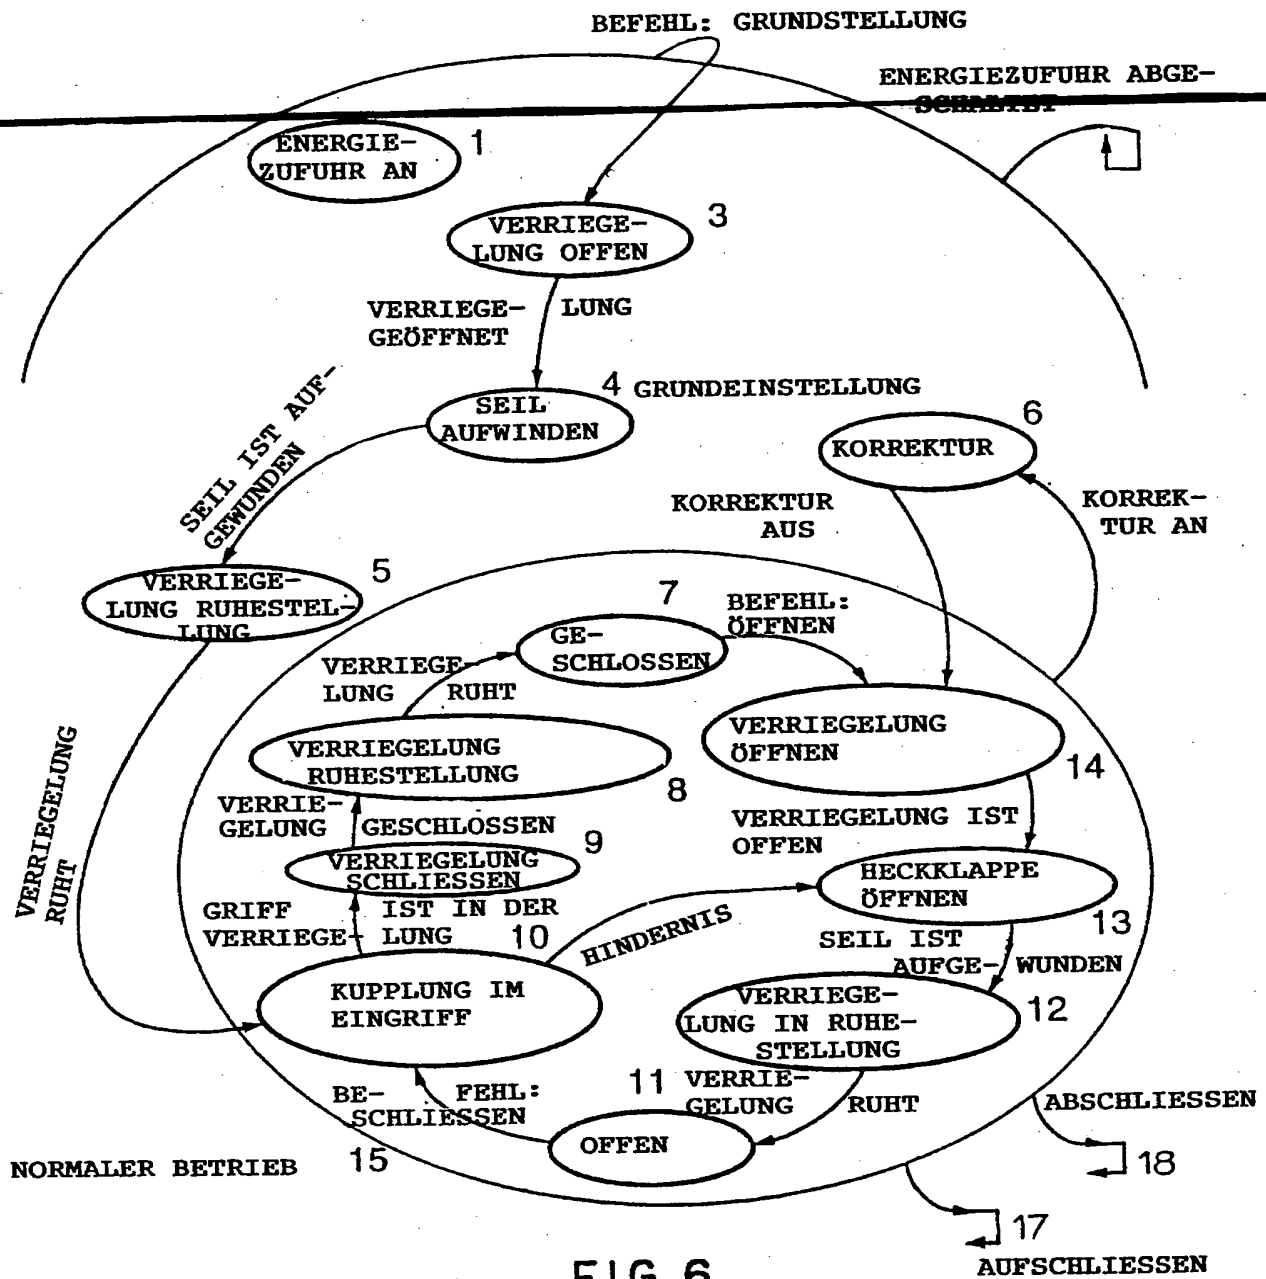 BEFEHL: GRUNDSTELLUNG
ENERGIEZUFUHR ABGE-
SCHALTET
ENERGIE-
ZUFUHR AN
1
3
VERRIEGE-
LUNG OFFEN
VERRIEGE- LUNG
GEÖFFNET
4 GRUNDEINSTELLUNG
SEIL
AUFWINDEN
SEIL IST AUF-
GEWUNDEN
6
KORREKTUR
KORREKTUR
AUS
KORREK-
TUR AN
5
VERRIEGE-
LUNG RUHESTEL-
LUNG
7
GE-
SCHLOSSEN
BEFEHL:
ÖFFNEN
VERRIEGE-
LUNG RUHT
VERRIEGELUNG
RUHESTELLUNG
8
VERRIEGELUNG
ÖFFNEN
14
VERRIEGELUNG
RUHT
VERRIE-
GELUNG GESCHLOSSEN
VERRIEGELUNG IST
OFFEN
9
VERRIEGELUNG
SCHLIESSEN
HECKKLAPPE
ÖFFNEN
13
GRIFF IST IN DER
VERRIEGE- LUNG
10
HINDERNIS
SEIL IST
AUFGE- WUNDEN
KUPPLUNG IM
EINGRIFF
VERRIEGE-
LUNG IN RUHE-
STELLUNG
12
11
VERRIE-
GELUNG RUHT
BE- FEHL:
SCHLIESSEN
OFFEN
ABSCHLIESSEN
18
NORMALER BETRIEB 15
17
AUFSCHLIESSEN
FIG 6